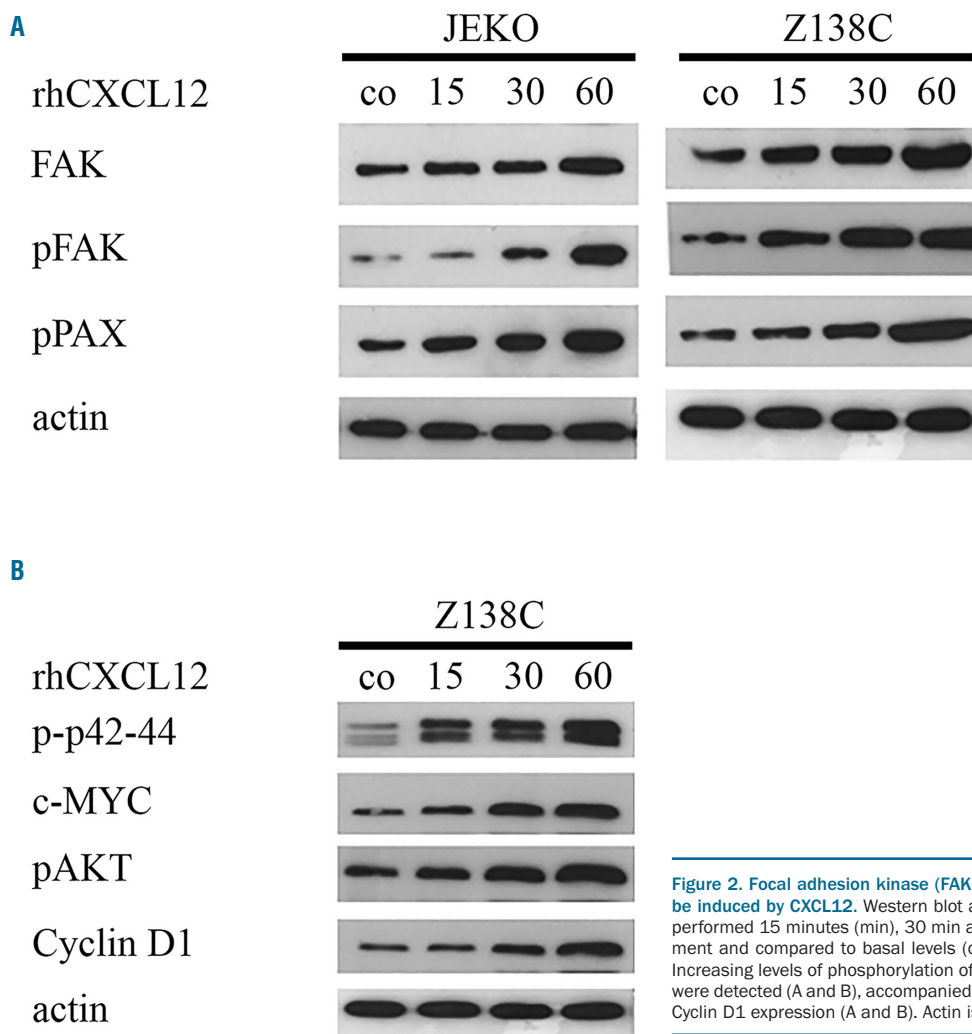 A
JEKO
Z138C
rhCXCL12
co 15 30 60
co 15 30 60
FAK
pFAK
pPAX
actin
B
Z138C
rhCXCL12
co 15 30 60
p-p42-44
c-MYC
pAKT
Cyclin D1
actin
Figure 2. Focal adhesion kinase (FAK
be induced by CXCL12. Western blot a
performed 15 minutes (min), 30 min a
ment and compared to basal levels (c
Increasing levels of phosphorylation of
were detected (A and B), accompanied
Cyclin D1 expression (A and B). Actin is